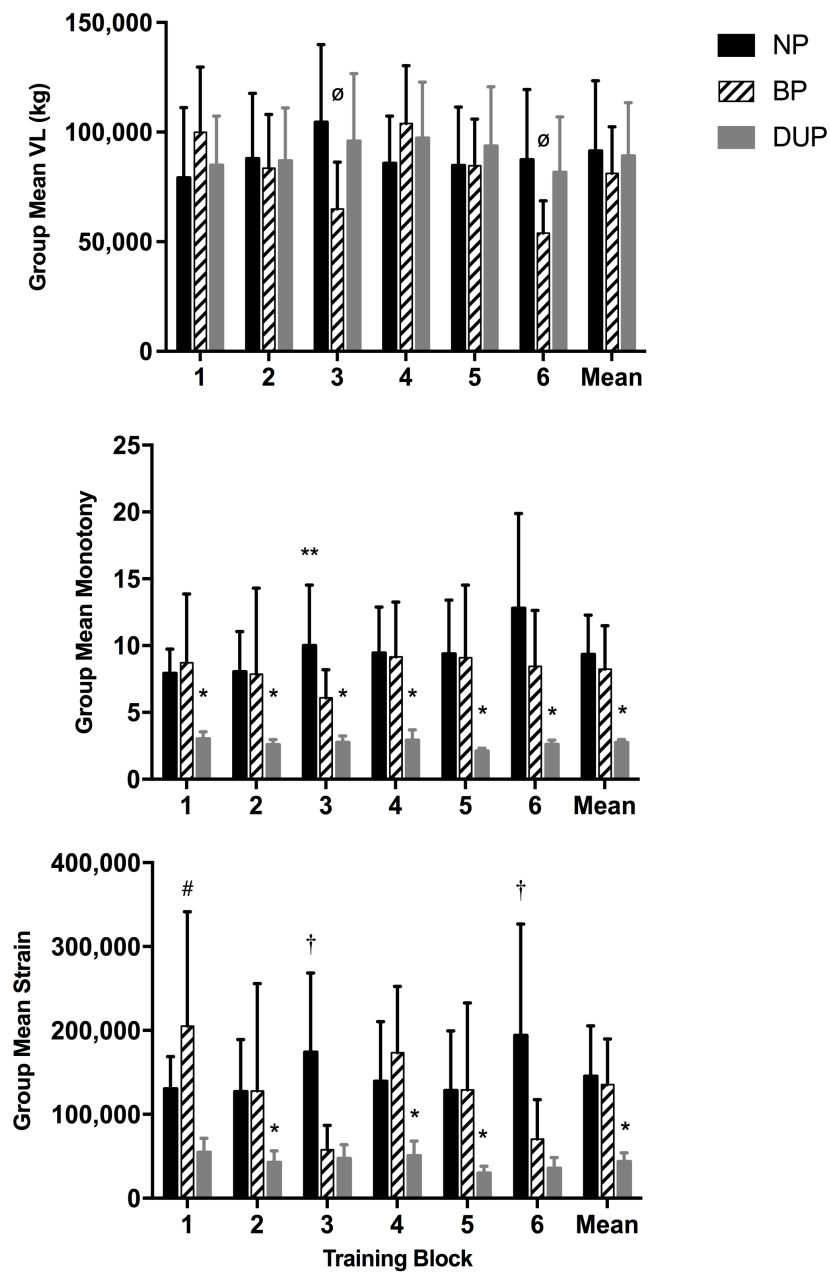 NP
BP
DUP
Group Mean VL (kg)
150,000
100,000
50,000
0
ø
ø
1 2 3 4 5 6 Mean
Group Mean Monotony
25
20
15
10
5
0
**
* * * * * * *
1 2 3 4 5 6 Mean
Group Mean Strain
400,000
300,000
200,000
100,000
0
# † †
* * * *
1 2 3 4 5 6 Mean
Training Block